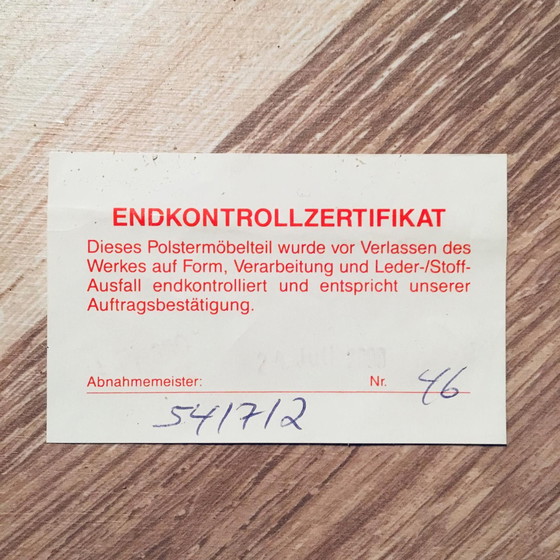 ENDKONTROLLZERTIFIKAT
Dieses Polstermöbelteil wurde vor Verlassen des
Werkes auf Form, Verarbeitung und Leder-/Stoff-
Ausfall endkontrolliert und entspricht unserer
Auftragsbestätigung.
Abnahmemeister: Nr. 46
541712